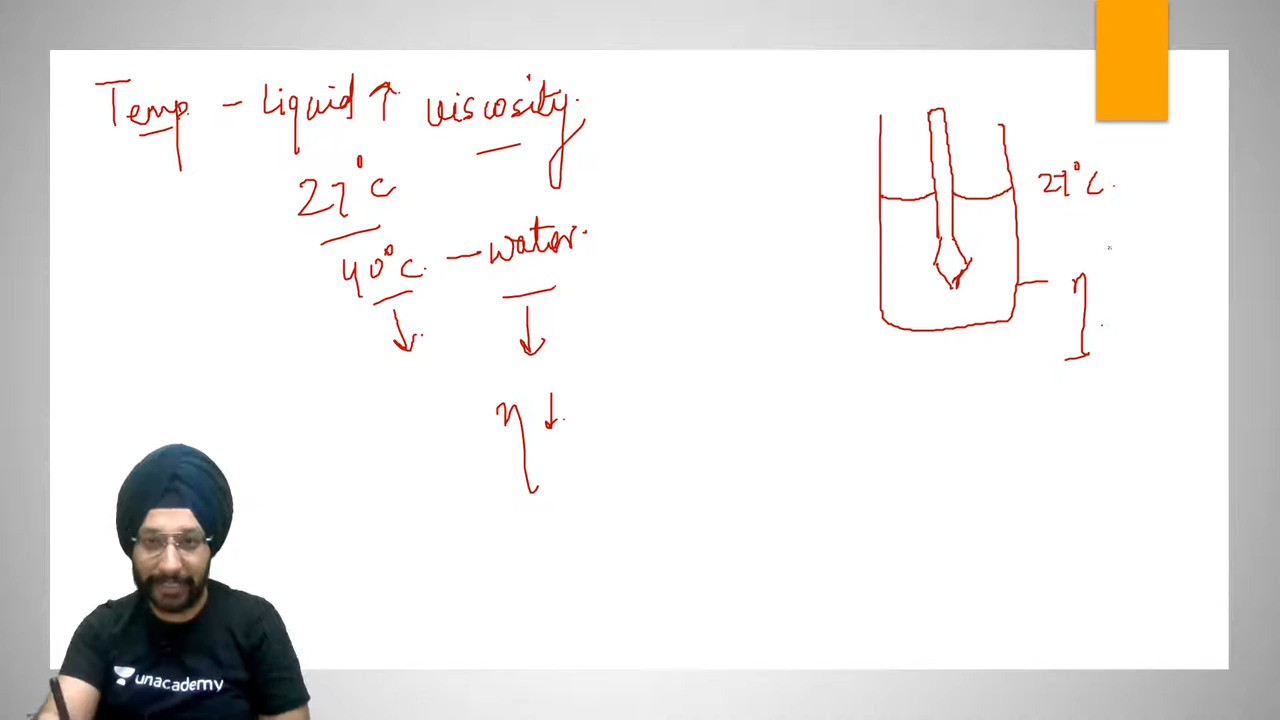 Temp - Liquid ↑ viscosity.
27°C
40°C. - water.
↓ ↓
η ↓
27°C.
η
unacademy